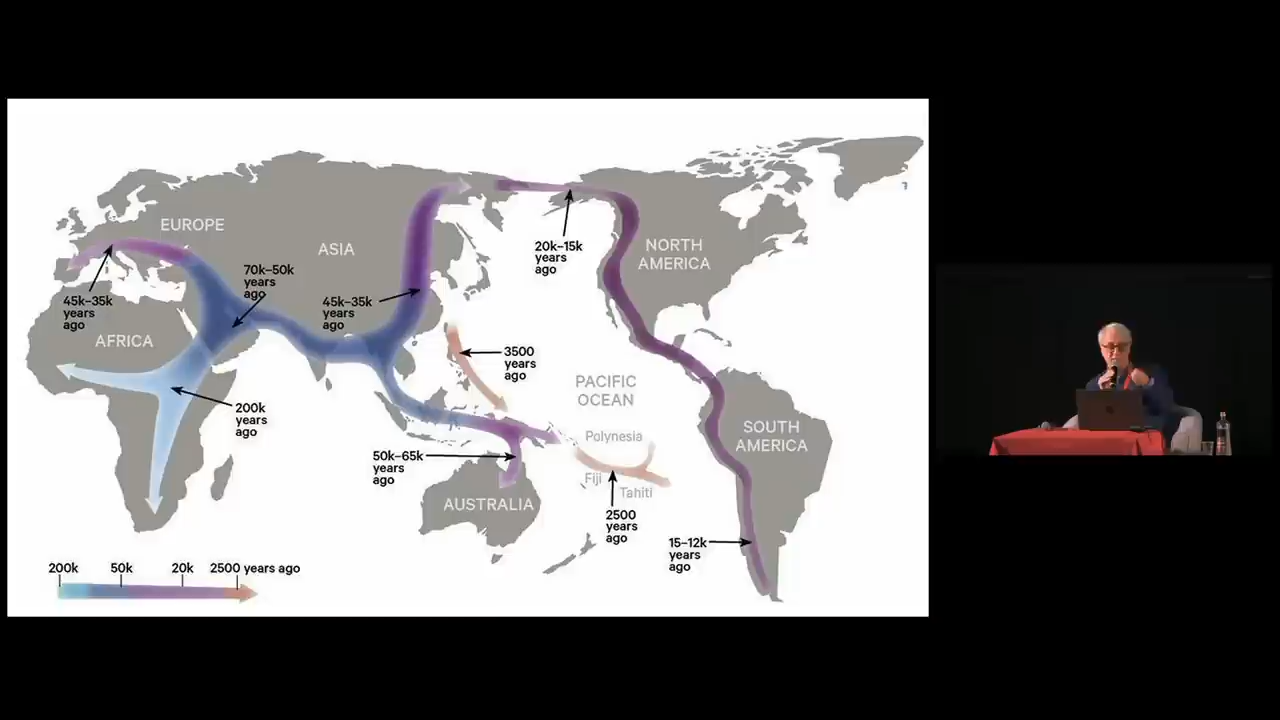 EUROPE
ASIA
NORTH
AMERICA
20k–15k
years
ago
70k–50k
years
ago
45k–35k
years
ago
45k–35k
years
ago
AFRICA
3500
years
ago
PACIFIC
OCEAN
200k
years
ago
SOUTH
AMERICA
Polynesia
50k–65k
years
ago
Fiji
Tahiti
AUSTRALIA
2500
years
ago
15–12k
years
ago
200k 50k 20k 2500 years ago